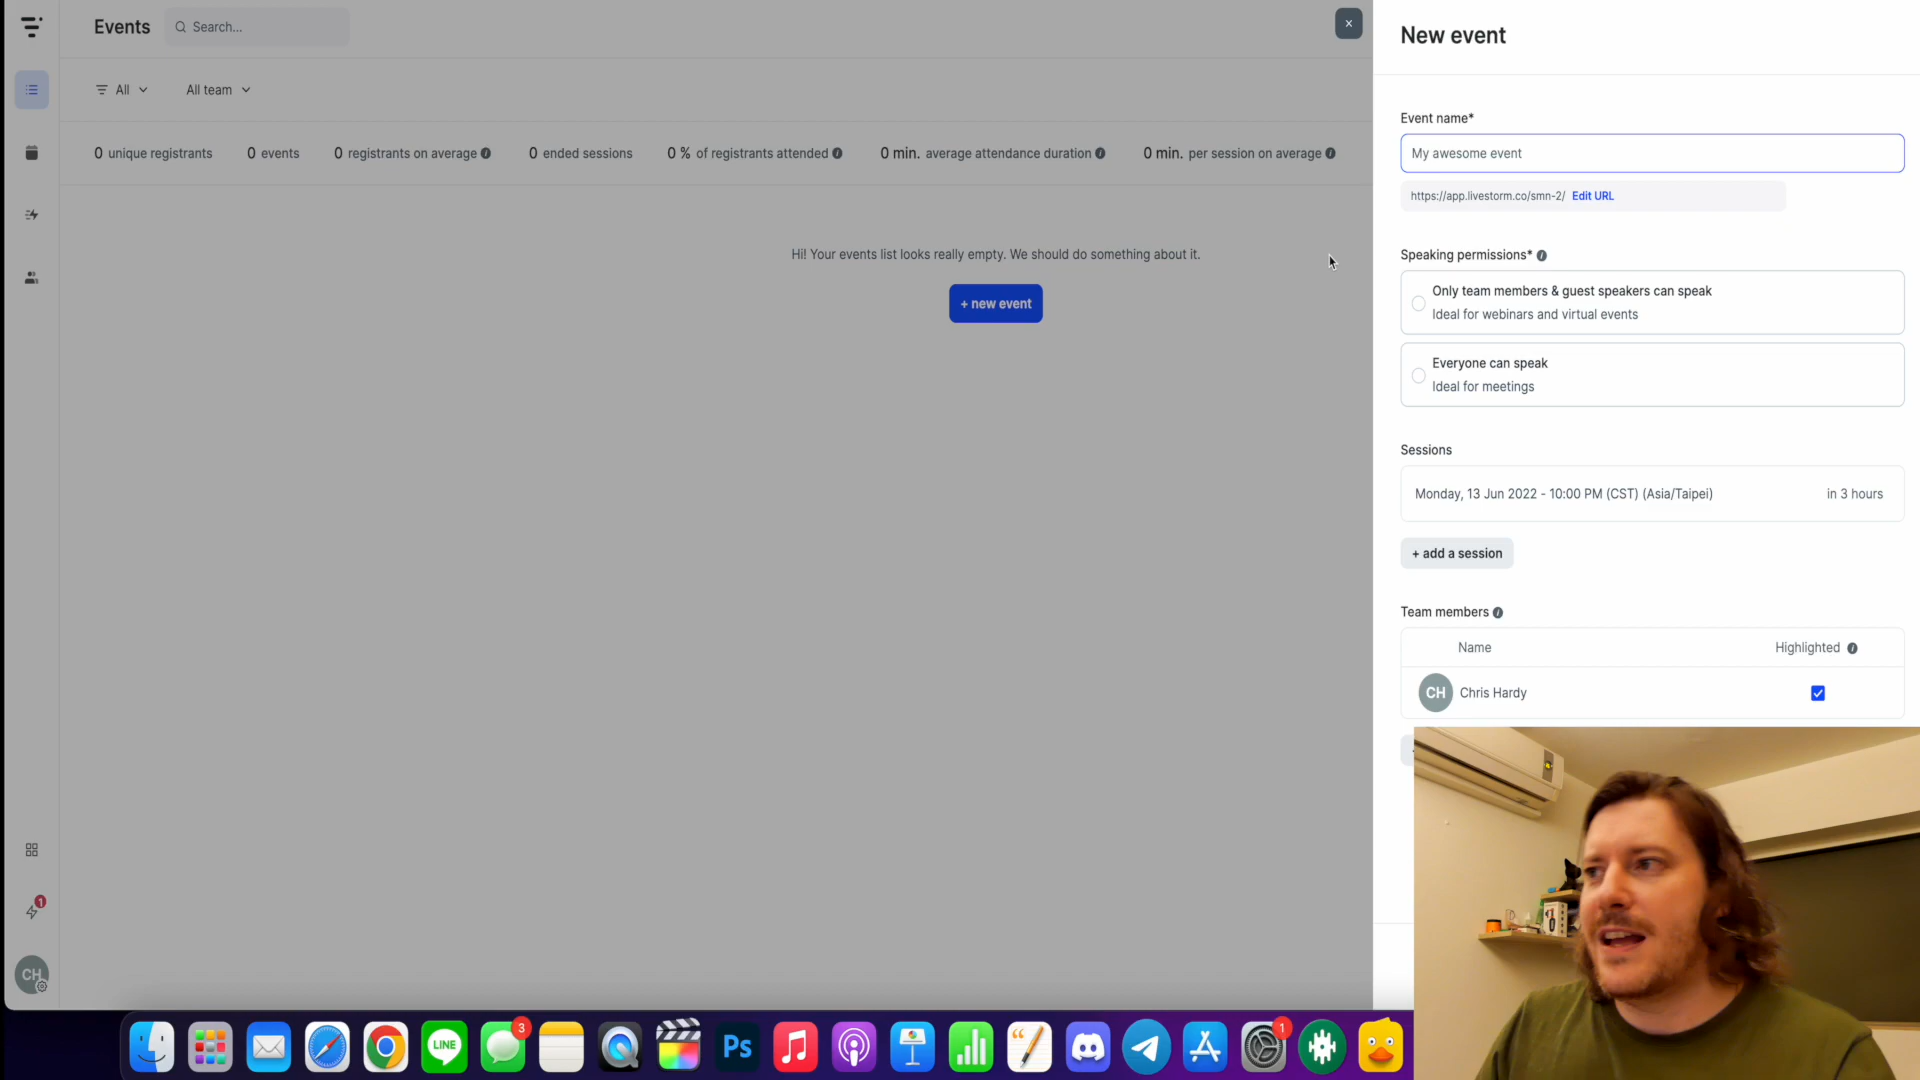 Events
Search...
All
All team
0 unique registrants
0 events
0 registrants on average
0 ended sessions
0 % of registrants attended
0 min. average attendance duration
0 min. per session on average
Hi! Your events list looks really empty. We should do something about it.
+ new event
1
CH
×
New event
Event name*
My awesome event
https://app.livestorm.co/smn-2/ Edit URL
Speaking permissions*
Only team members & guest speakers can speak
Ideal for webinars and virtual events
Everyone can speak
Ideal for meetings
Sessions
Monday, 13 Jun 2022 - 10:00 PM (CST) (Asia/Taipei) in 3 hours
+ add a session
Team members
Name Highlighted
CH Chris Hardy
LINE
3
Ps
1